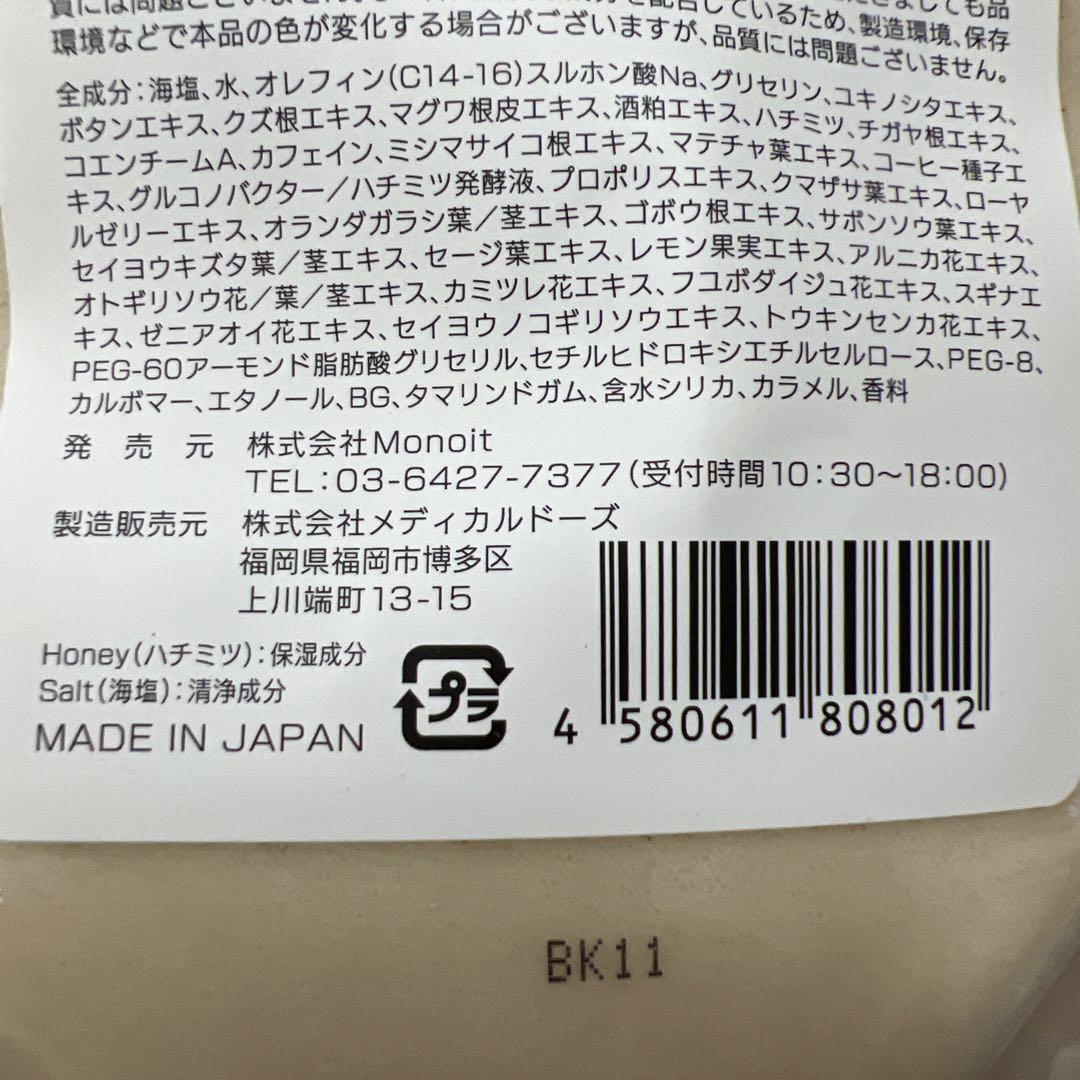 環境などで本品の色が変化する場合がございますが、品質には問題ございません。
全成分:海塩、水、オレフィン(C14-16)スルホン酸Na、グリセリン、ユキノシタエキス、
ボタンエキス、クズ根エキス、マグワ根皮エキス、酒粕エキス、ハチミツ、チガヤ根エキス、
コエンチームA、カフェイン、ミシマサイコ根エキス、マテチャ葉エキス、コーヒー種子エ
キス、グルコノバクター/ハチミツ発酵液、プロポリスエキス、クマザサ葉エキス、ローヤ
ルゼリーエキス、オランダガラシ葉/茎エキス、ゴボウ根エキス、サボンソウ葉エキス、
セイヨウキズタ葉/茎エキス、セージ葉エキス、レモン果実エキス、アルニカ花エキス、
オトギリソウ花/葉/茎エキス、カミツレ花エキス、フユボダイジュ花エキス、スギナエ
キス、ゼニアオイ花エキス、セイヨウノコギリソウエキス、トウキンセンカ花エキス、
PEG-60アーモンド脂肪酸グリセリル、セチルヒドロキシエチルセルロース、PEG-8、
カルボマー、エタノール、BG、タマリンドガム、含水シリカ、カラメル、香料
発売元 株式会社Monoit
TEL:03-6427-7377(受付時間10:30~18:00)
製造販売元 株式会社メディカルドーズ
福岡県福岡市博多区
上川端町13-15
Honey(ハチミツ):保湿成分
Salt(海塩):清浄成分
MADE IN JAPAN
プラ
4 580611 808012
BK11